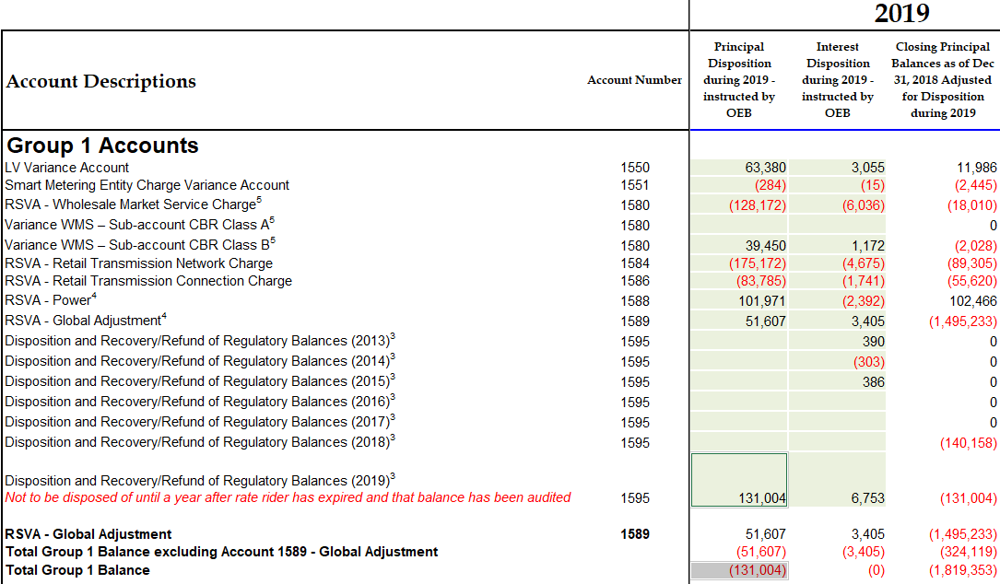 2019
Account Descriptions Account Number Principal Disposition during 2019 - instructed by OEB Interest Disposition during 2019 - instructed by OEB Closing Principal Balances as of Dec 31, 2018 Adjusted for Disposition during 2019
Group 1 Accounts
LV Variance Account 1550 63,380 3,055 11,986
Smart Metering Entity Charge Variance Account 1551 (284) (15) (2,445)
RSVA - Wholesale Market Service Charge5 1580 (128,172) (6,036) (18,010)
Variance WMS – Sub-account CBR Class A5 1580 0
Variance WMS – Sub-account CBR Class B5 1580 39,450 1,172 (2,028)
RSVA - Retail Transmission Network Charge 1584 (175,172) (4,675) (89,305)
RSVA - Retail Transmission Connection Charge 1586 (83,785) (1,741) (55,620)
RSVA - Power4 1588 101,971 (2,392) 102,466
RSVA - Global Adjustment4 1589 51,607 3,405 (1,495,233)
Disposition and Recovery/Refund of Regulatory Balances (2013)3 1595 390 0
Disposition and Recovery/Refund of Regulatory Balances (2014)3 1595 (303) 0
Disposition and Recovery/Refund of Regulatory Balances (2015)3 1595 386 0
Disposition and Recovery/Refund of Regulatory Balances (2016)3 1595 0
Disposition and Recovery/Refund of Regulatory Balances (2017)3 1595 0
Disposition and Recovery/Refund of Regulatory Balances (2018)3 1595 (140,158)
Disposition and Recovery/Refund of Regulatory Balances (2019)3
Not to be disposed of until a year after rate rider has expired and that balance has been audited 1595 131,004 6,753 (131,004)
RSVA - Global Adjustment 1589 51,607 3,405 (1,495,233)
Total Group 1 Balance excluding Account 1589 - Global Adjustment (51,607) (3,405) (324,119)
Total Group 1 Balance (131,004) (0) (1,819,353)